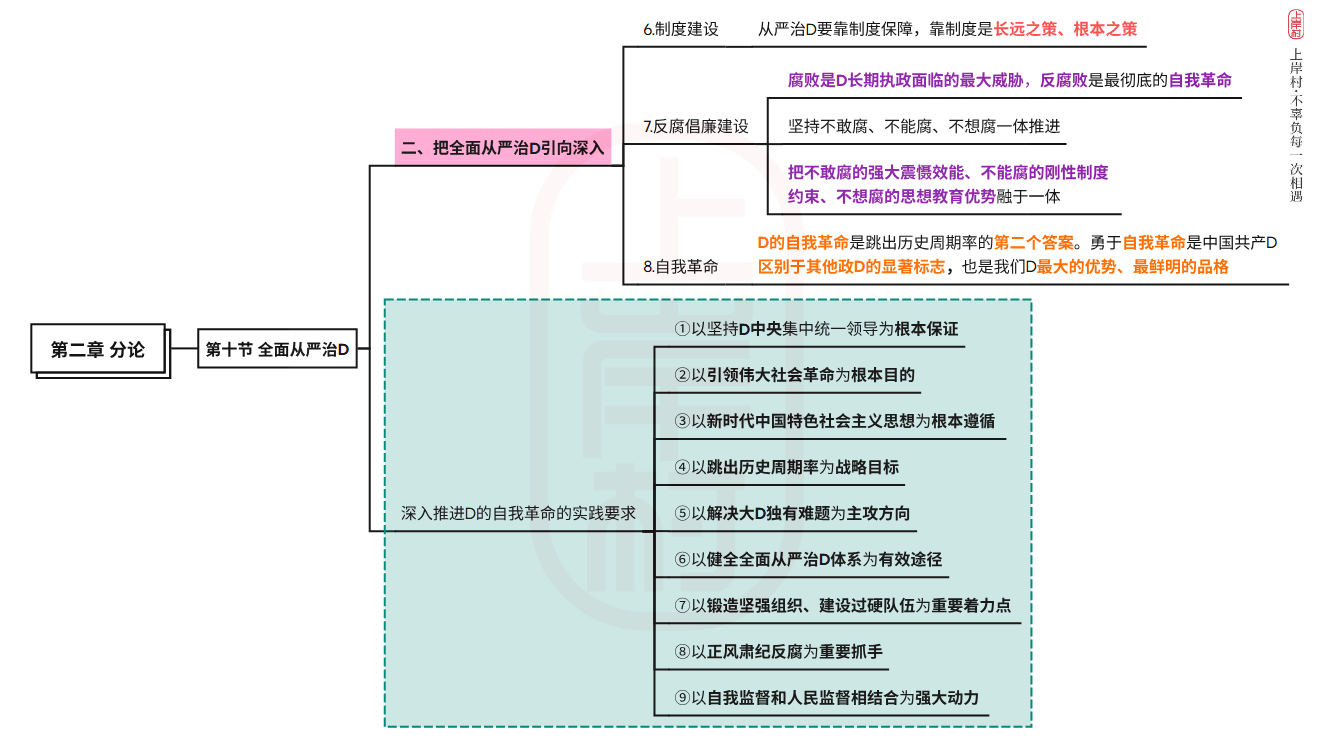 第二章 分论
第十节 全面从严治D
二、把全面从严治D引向深入
6.制度建设
从严治D要靠制度保障，靠制度是长远之策、根本之策
7.反腐倡廉建设
腐败是D长期执政面临的最大威胁，反腐败是最彻底的自我革命
坚持不敢腐、不能腐、不想腐一体推进
把不敢腐的强大震慑效能、不能腐的刚性制度
约束、不想腐的思想教育优势融于一体
8.自我革命
D的自我革命是跳出历史周期率的第二个答案。勇于自我革命是中国共产D
区别于其他政D的显著标志，也是我们D最大的优势、最鲜明的品格
深入推进D的自我革命的实践要求
①以坚持D中央集中统一领导为根本保证
②以引领伟大社会革命为根本目的
③以新时代中国特色社会主义思想为根本遵循
④以跳出历史周期率为战略目标
⑤以解决大D独有难题为主攻方向
⑥以健全全面从严治D体系为有效途径
⑦以锻造坚强组织、建设过硬队伍为重要着力点
⑧以正风肃纪反腐为重要抓手
⑨以自我监督和人民监督相结合为强大动力
上岸村
上岸村·不辜负每一次相遇
上岸村